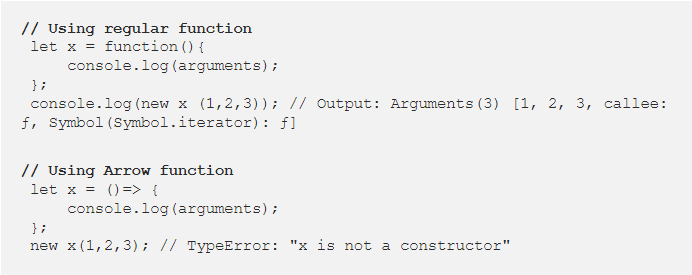 // Using regular function
let x = function(){
console.log(arguments);
};
console.log(new x (1,2,3)); // Output: Arguments(3) [1, 2, 3, callee:
ƒ, Symbol(Symbol.iterator): ƒ]
// Using Arrow function
let x = ()=> {
console.log(arguments);
};
new x(1,2,3); // TypeError: "x is not a constructor"